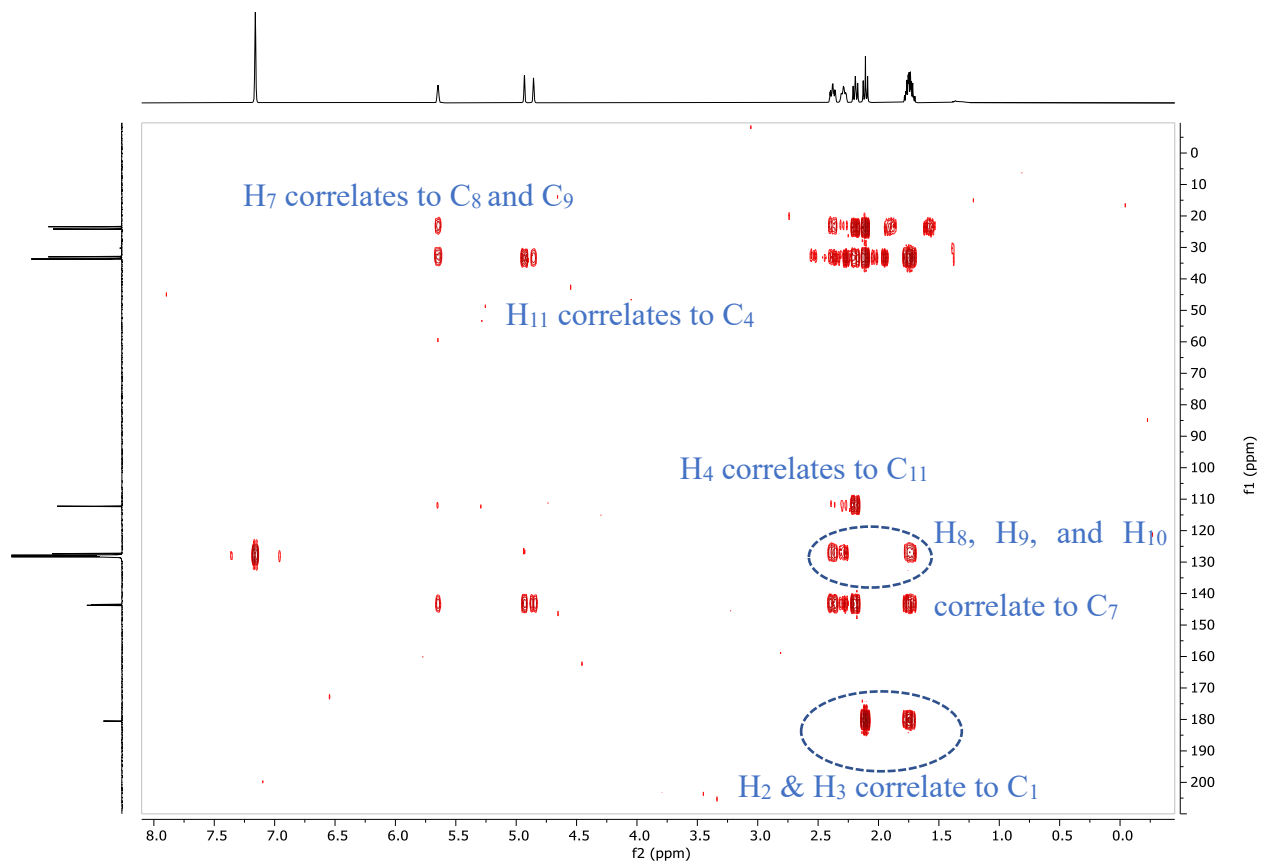 H₇ correlates to C₈ and C₉
H₁₁ correlates to C₄
H₄ correlates to C₁₁
H₈, H₉, and H₁₀
correlate to C₇
H₂ & H₃ correlate to C₁
0
10
20
30
40
50
60
70
80
90
100
110
120
130
140
150
160
170
180
190
200
f1 (ppm)
8.0 7.5 7.0 6.5 6.0 5.5 5.0 4.5 4.0 3.5 3.0 2.5 2.0 1.5 1.0 0.5 0.0
f2 (ppm)